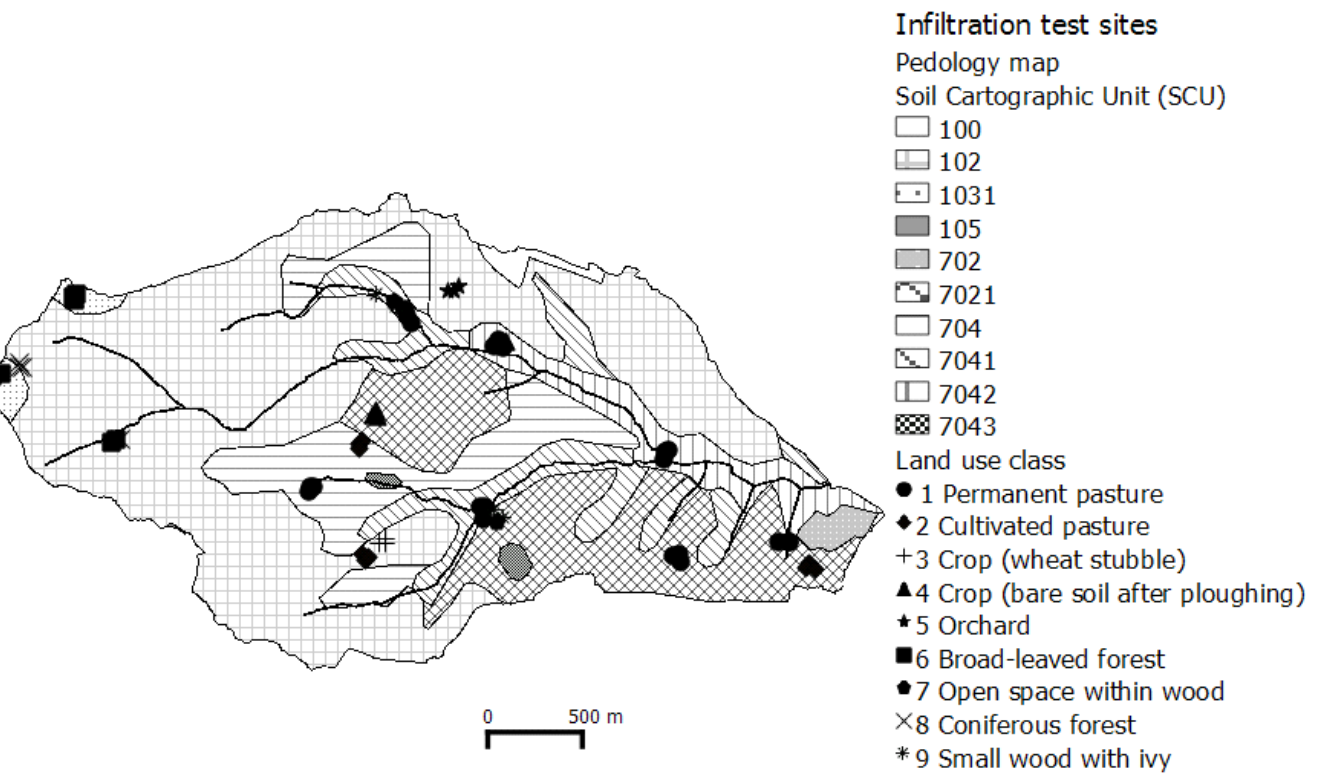 Infiltration test sites
Pedology map
Soil Cartographic Unit (SCU)
100
102
1031
105
702
7021
704
7041
7042
7043
Land use class
1 Permanent pasture
2 Cultivated pasture
3 Crop (wheat stubble)
4 Crop (bare soil after ploughing)
5 Orchard
6 Broad-leaved forest
7 Open space within wood
8 Coniferous forest
9 Small wood with ivy
0 500 m